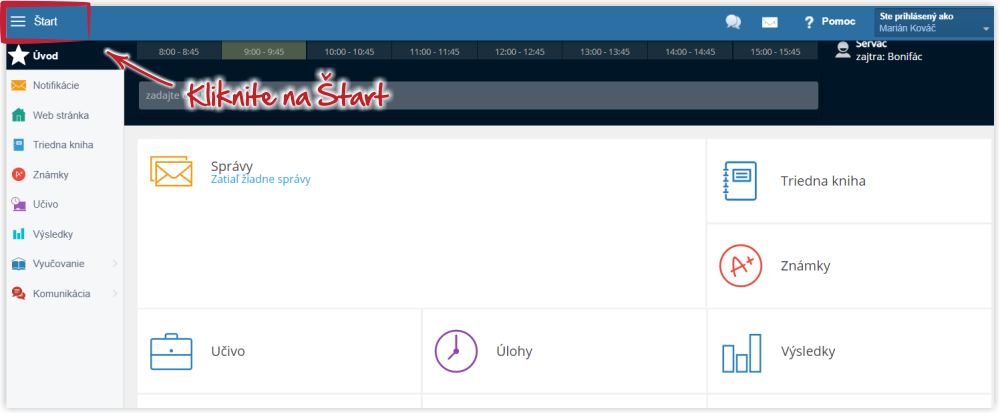 Štart
Pomoc
Ste prihlásený ako
Marián Kováč
Úvod
8:00 - 8:45
9:00 - 9:45
10:00 - 10:45
11:00 - 11:45
12:00 - 12:45
13:00 - 13:45
14:00 - 14:45
15:00 - 15:45
Servác
zajtra: Bonifác
Notifikácie
zadajte
Kliknite na Štart
Web stránka
Triedna kniha
Známky
Učivo
Výsledky
Vyučovanie
Komunikácia
Správy
Zatiaľ žiadne správy
Triedna kniha
A+
Známky
Učivo
Úlohy
Výsledky